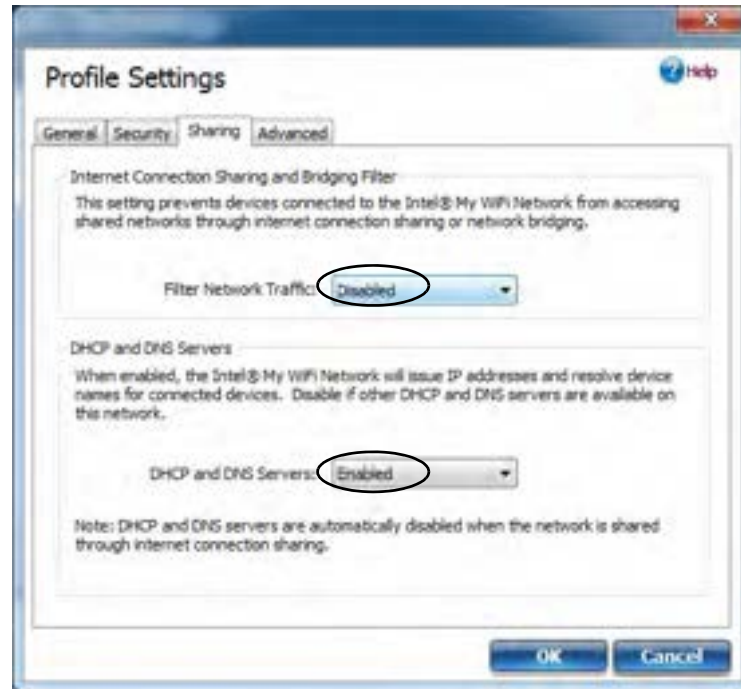 Profile Settings
Help
General Security Sharing Advanced
Internet Connection Sharing and Bridging Filter
This setting prevents devices connected to the Intel® My WiFi Network from accessing
shared networks through internet connection sharing or network bridging.
Filter Network Traffic: Disabled
DHCP and DNS Servers
When enabled, the Intel® My WiFi Network will issue IP addresses and resolve device
names for connected devices. Disable if other DHCP and DNS servers are available on
this network.
DHCP and DNS Servers: Enabled
Note: DHCP and DNS servers are automatically disabled when the network is shared
through internet connection sharing.
OK Cancel